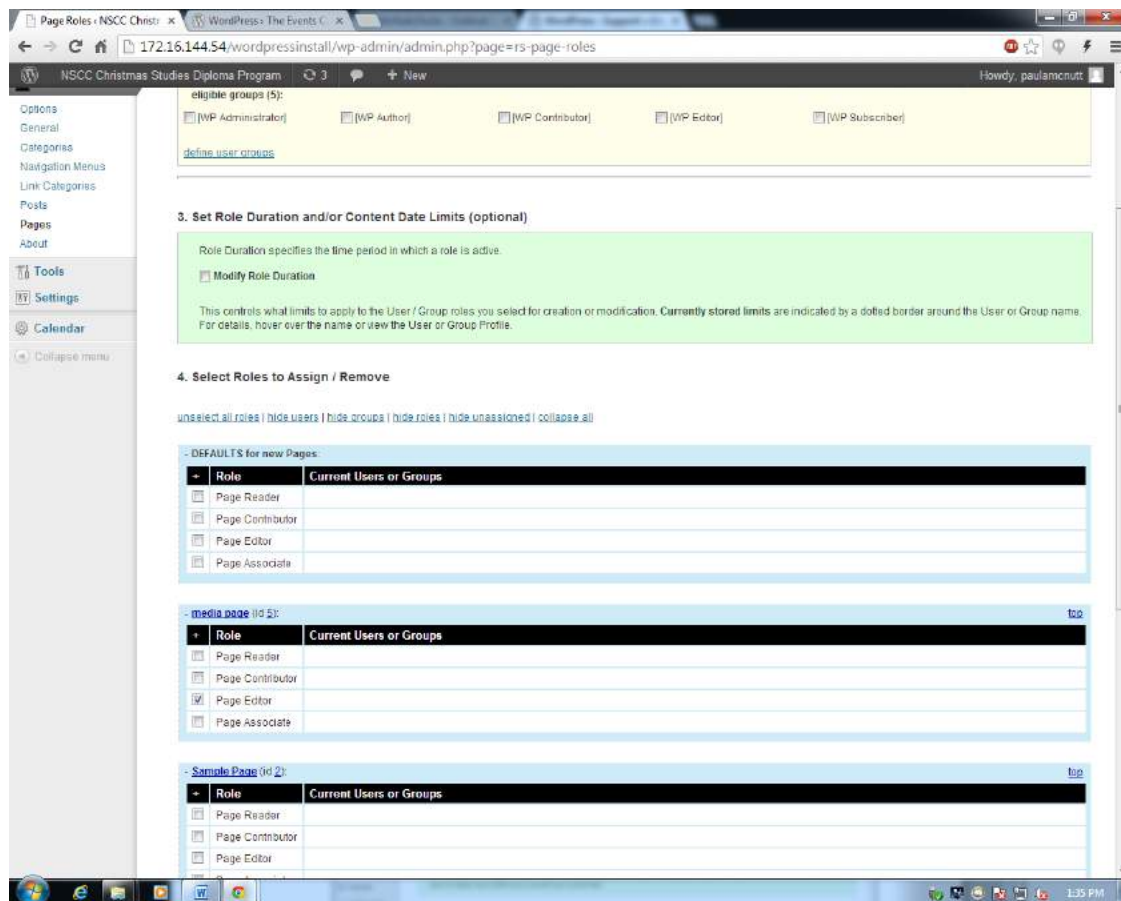 Page Roles ‹ NSCC Christr
WordPress › The Events C
172.16.144.54/wordpressinstall/wp-admin/admin.php?page=rs-page-roles
NSCC Christmas Studies Diploma Program 3 + New Howdy, paulamcnutt
Options
General
Categories
Navigation Menus
Link Categories
Posts
Pages
About
Tools
Settings
Calendar
Collapse menu
eligible groups (5):
[WP Administrator] [WP Author] [WP Contributor] [WP Editor] [WP Subscriber]
define user groups
3. Set Role Duration and/or Content Date Limits (optional)
Role Duration specifies the time period in which a role is active.
Modify Role Duration
This controls what limits to apply to the User / Group roles you select for creation or modification. Currently stored limits are indicated by a dotted border around the User or Group name.
For details, hover over the name or view the User or Group Profile.
4. Select Roles to Assign / Remove
unselect all roles | hide users | hide groups | hide roles | hide unassigned | collapse all
- DEFAULTS for new Pages:
+ Role Current Users or Groups
Page Reader
Page Contributor
Page Editor
Page Associate
- media page (id 5): top
+ Role Current Users or Groups
Page Reader
Page Contributor
Page Editor
Page Associate
- Sample Page (id 2): top
+ Role Current Users or Groups
Page Reader
Page Contributor
Page Editor
1:35 PM